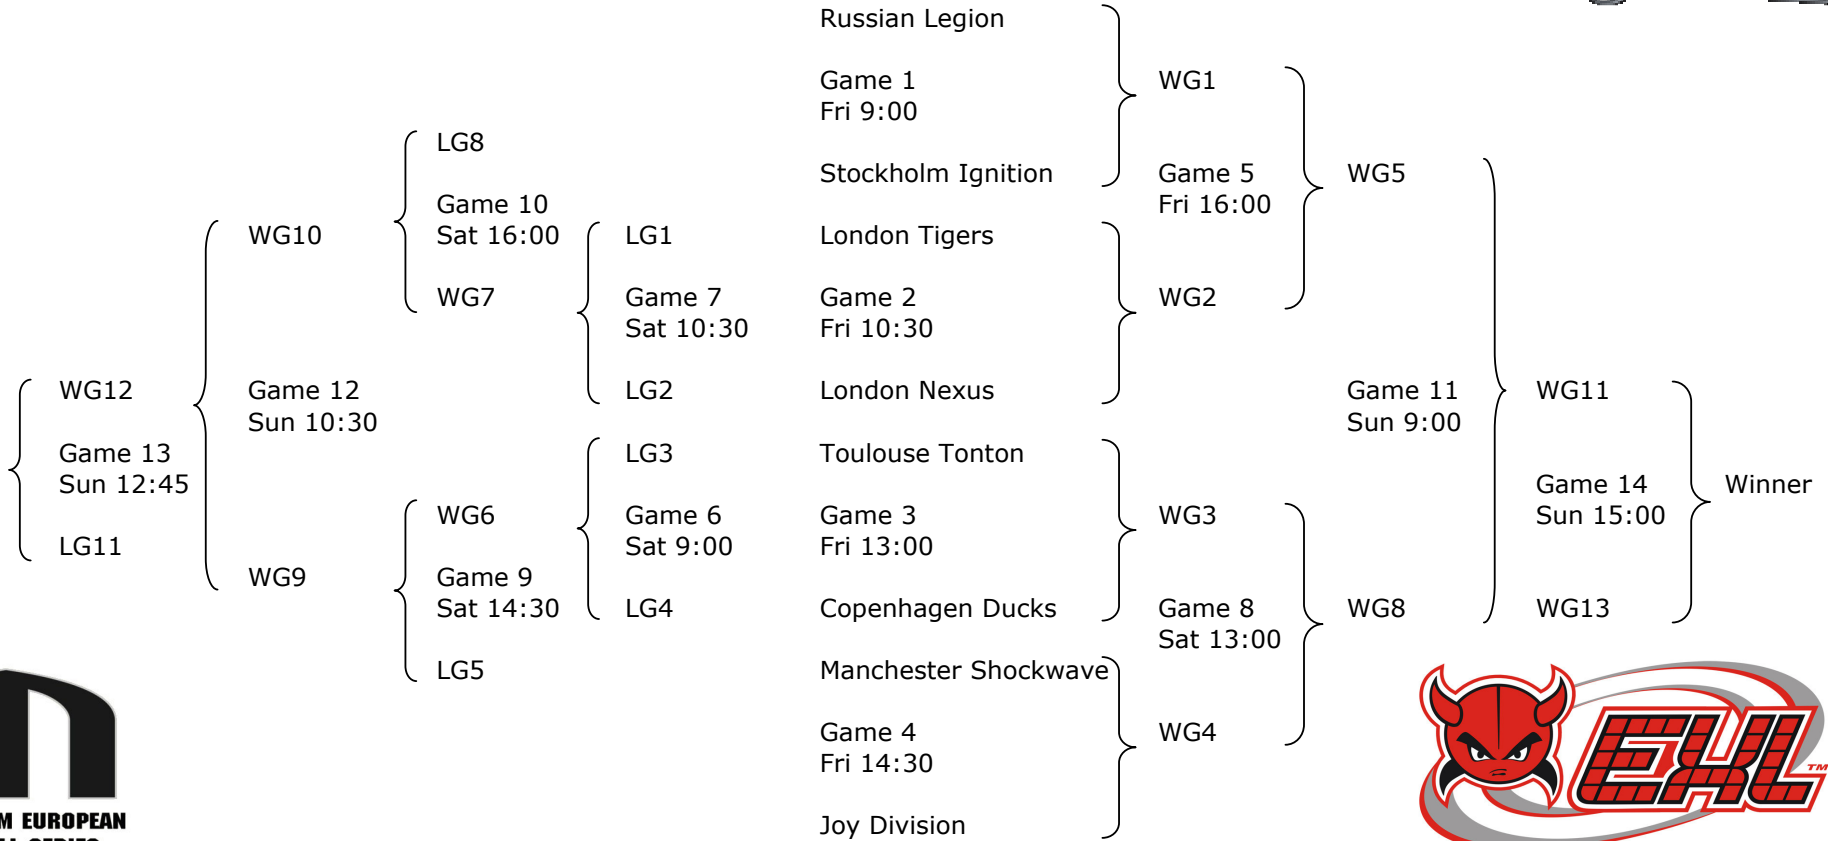 Russian Legion
Game 1
Fri 9:00
Stockholm Ignition
London Tigers
Game 2
Fri 10:30
London Nexus
Toulouse Tonton
Game 3
Fri 13:00
Copenhagen Ducks
Manchester Shockwave
Game 4
Fri 14:30
Joy Division
WG1
Game 5
Fri 16:00
WG2
WG3
Game 8
Sat 13:00
WG4
WG5
Game 11
Sun 9:00
WG8
WG11
Game 14
Sun 15:00
WG13
Winner
LG1
Game 7
Sat 10:30
LG2
LG3
Game 6
Sat 9:00
LG4
LG8
Game 10
Sat 16:00
WG7
WG6
Game 9
Sat 14:30
LG5
WG10
Game 12
Sun 10:30
WG9
WG12
Game 13
Sun 12:45
LG11
M EUROPEAN
EXL TM